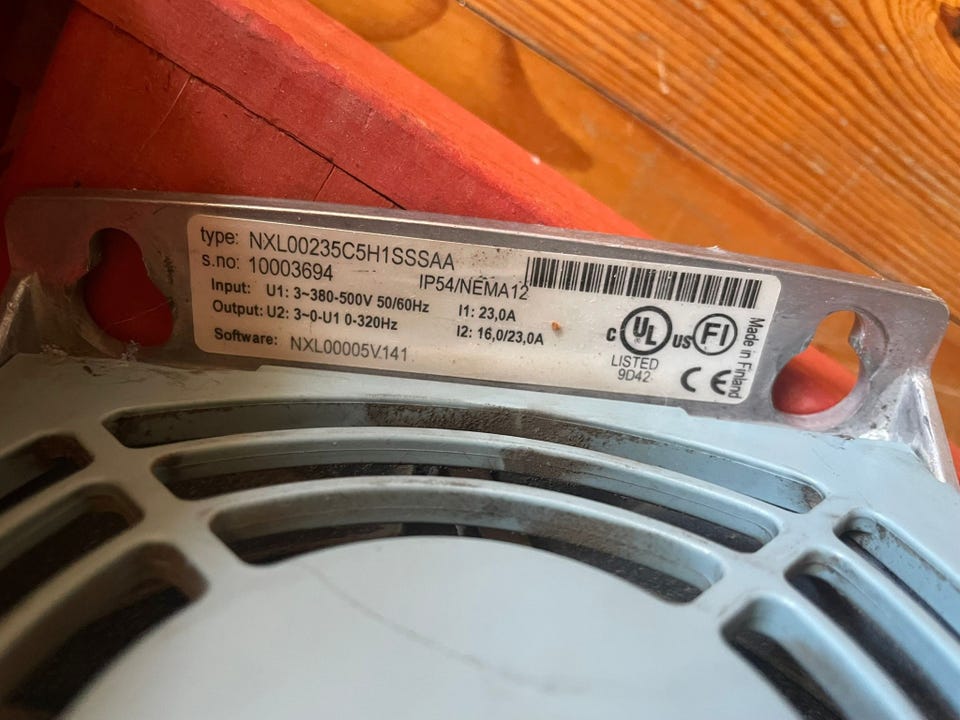 type: NXL00235C5H1SSSAA
s.no: 10003694
IP54/NEMA12
Input: U1: 3~380-500V 50/60Hz I1: 23,0A
Output: U2: 3~0-U1 0-320Hz I2: 16,0/23,0A
Software: NXL00005V141
C UL US FI
LISTED
9D42
CE
Made in Finland